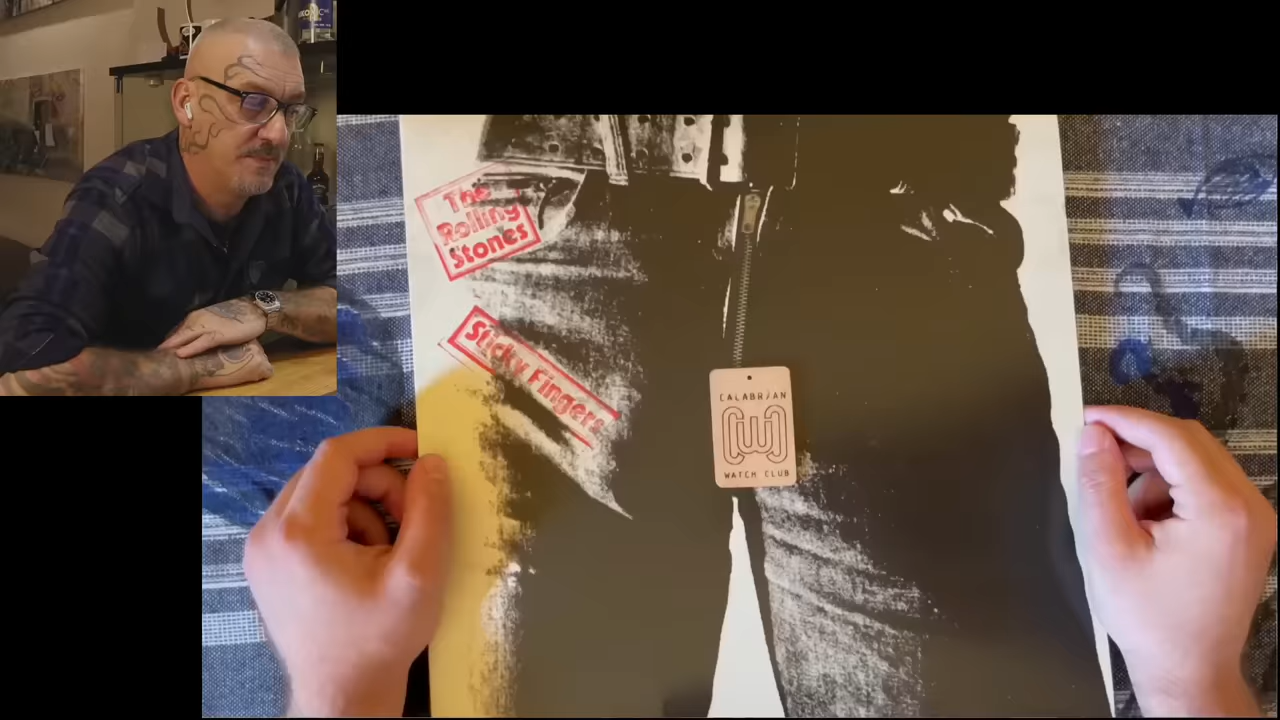 The
Rolling
Stones
Sticky Fingers
CALABRIAN
WATCH CLUB